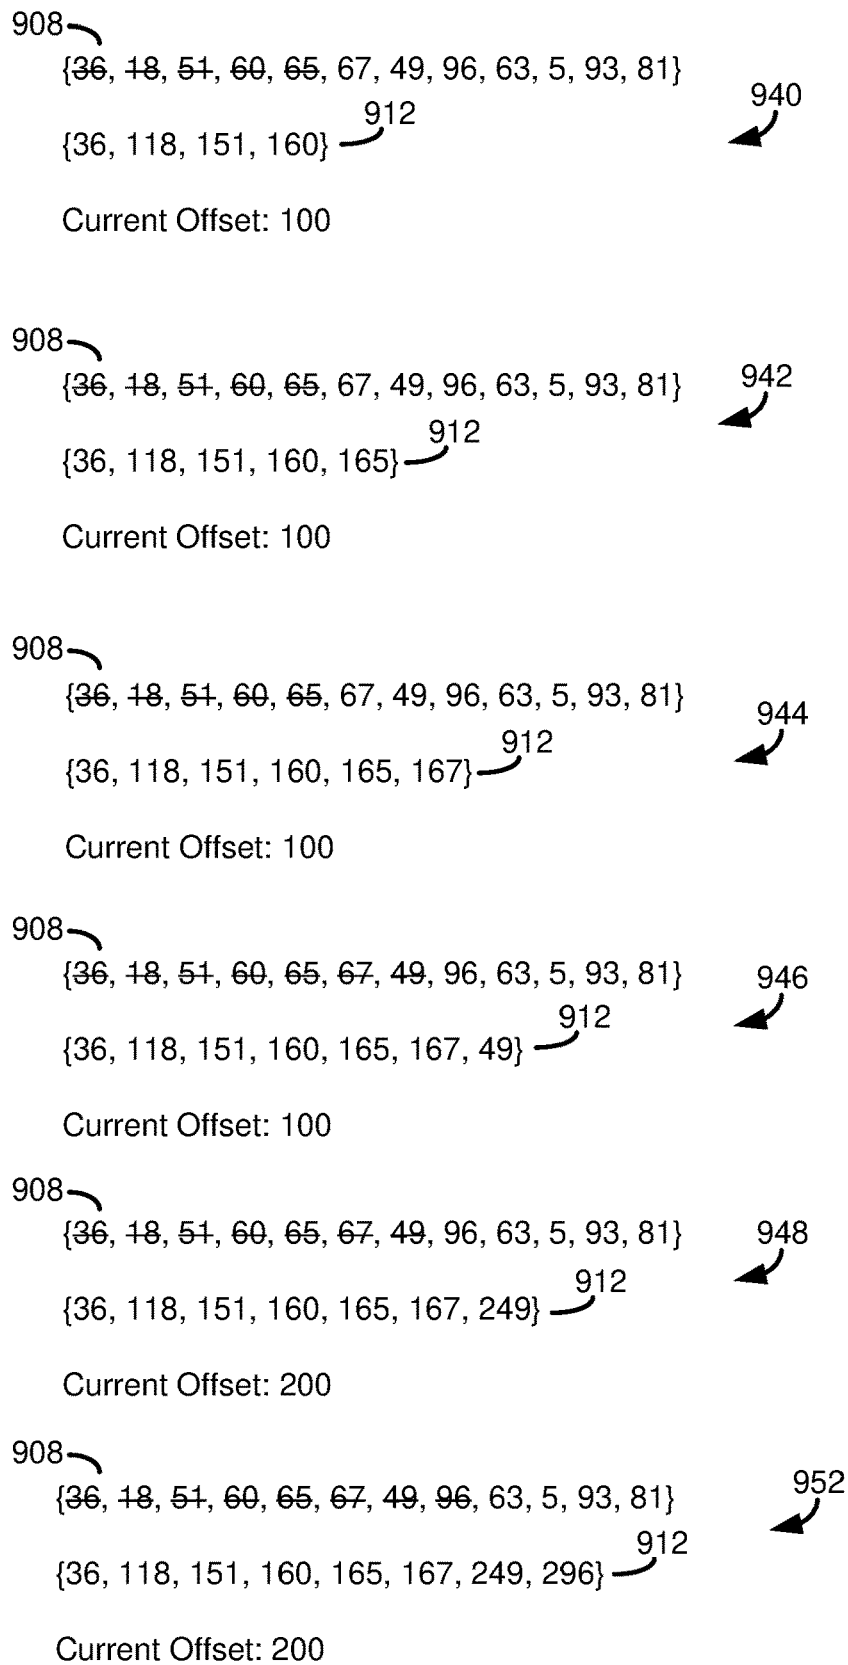 908
{36, 18, 51, 60, 65, 67, 49, 96, 63, 5, 93, 81}
940
912
{36, 118, 151, 160}
Current Offset: 100
908
{36, 18, 51, 60, 65, 67, 49, 96, 63, 5, 93, 81}
942
912
{36, 118, 151, 160, 165}
Current Offset: 100
908
{36, 18, 51, 60, 65, 67, 49, 96, 63, 5, 93, 81}
944
912
{36, 118, 151, 160, 165, 167}
Current Offset: 100
908
{36, 18, 51, 60, 65, 67, 49, 96, 63, 5, 93, 81}
946
912
{36, 118, 151, 160, 165, 167, 49}
Current Offset: 100
908
{36, 18, 51, 60, 65, 67, 49, 96, 63, 5, 93, 81}
948
912
{36, 118, 151, 160, 165, 167, 249}
Current Offset: 200
908
{36, 18, 51, 60, 65, 67, 49, 96, 63, 5, 93, 81}
952
912
{36, 118, 151, 160, 165, 167, 249, 296}
Current Offset: 200